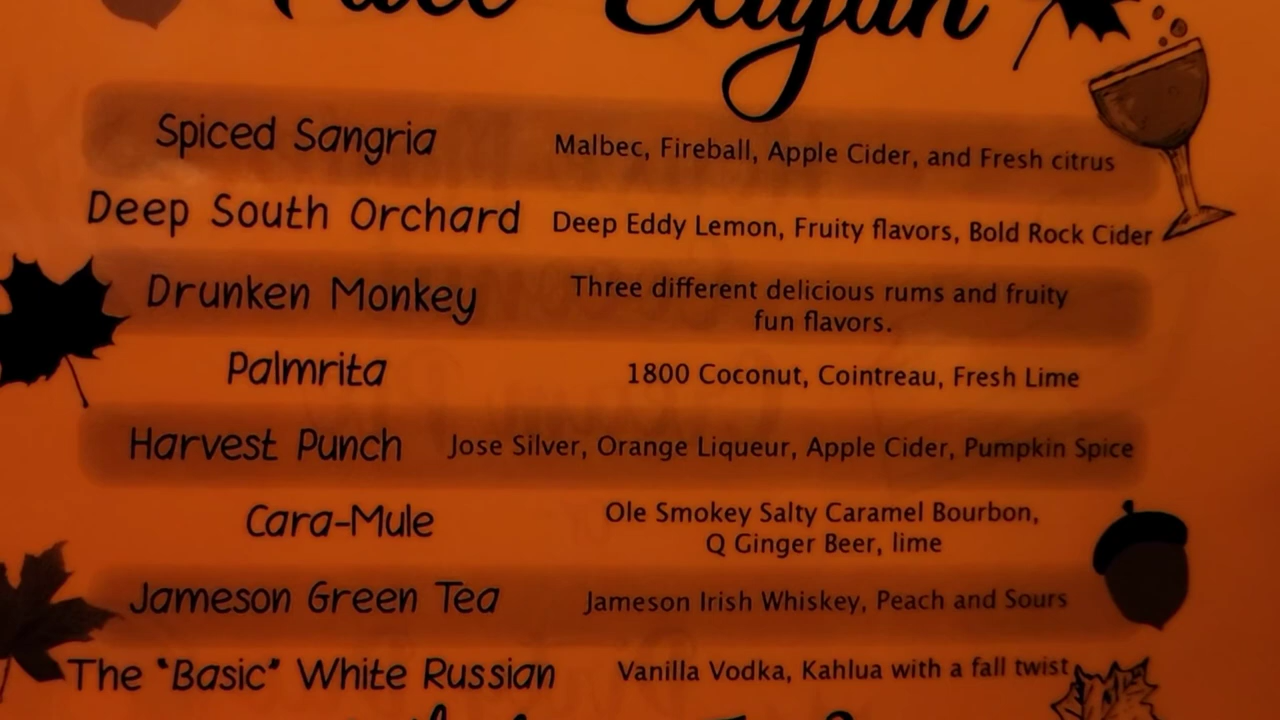 Spiced Sangria Malbec, Fireball, Apple Cider, and Fresh citrus
Deep South Orchard Deep Eddy Lemon, Fruity flavors, Bold Rock Cider
Drunken Monkey Three different delicious rums and fruity
fun flavors.
Palmrita 1800 Coconut, Cointreau, Fresh Lime
Harvest Punch Jose Silver, Orange Liqueur, Apple Cider, Pumpkin Spice
Cara-Mule Ole Smokey Salty Caramel Bourbon,
Q Ginger Beer, lime
Jameson Green Tea Jameson Irish Whiskey, Peach and Sours
The "Basic" White Russian Vanilla Vodka, Kahlua with a fall twist